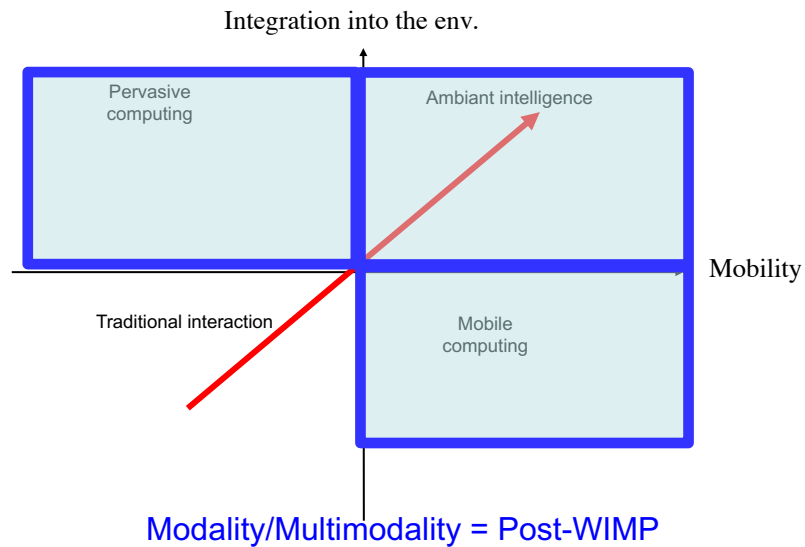 Integration into the env.
Pervasive
computing
Ambiant intelligence
Mobility
Traditional interaction
Mobile
computing
Modality/Multimodality = Post-WIMP